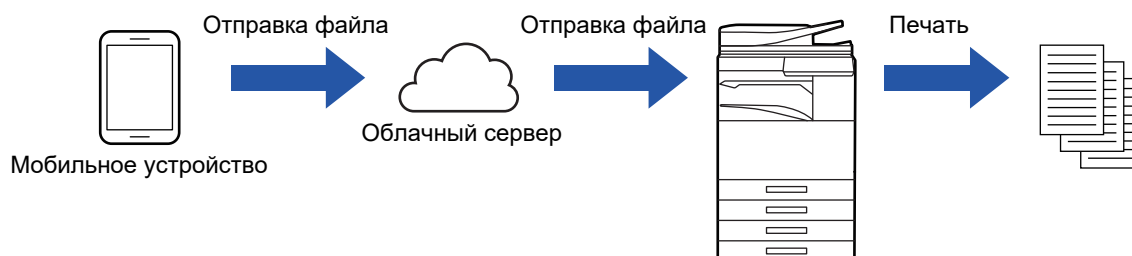 Отправка файла
Отправка файла
Печать
Облачный сервер
Мобильное устройство